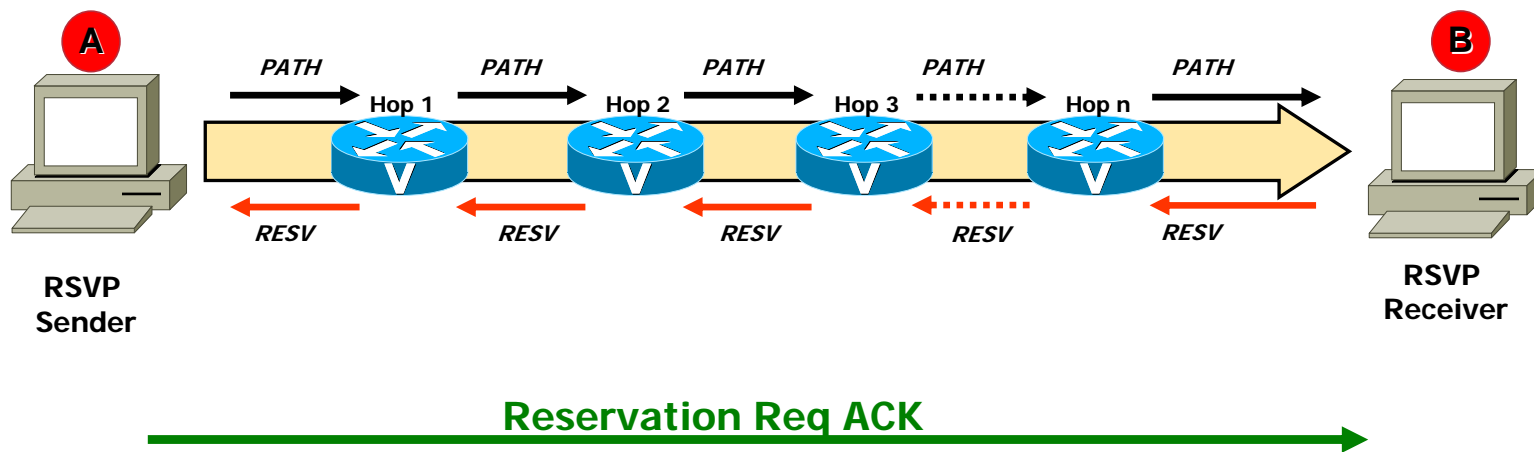 A
B
PATH
PATH
PATH
PATH
PATH
Hop 1
Hop 2
Hop 3
Hop n
V
V
V
V
RESV
RESV
RESV
RESV
RESV
RSVP
Sender
RSVP
Receiver
Reservation Req ACK